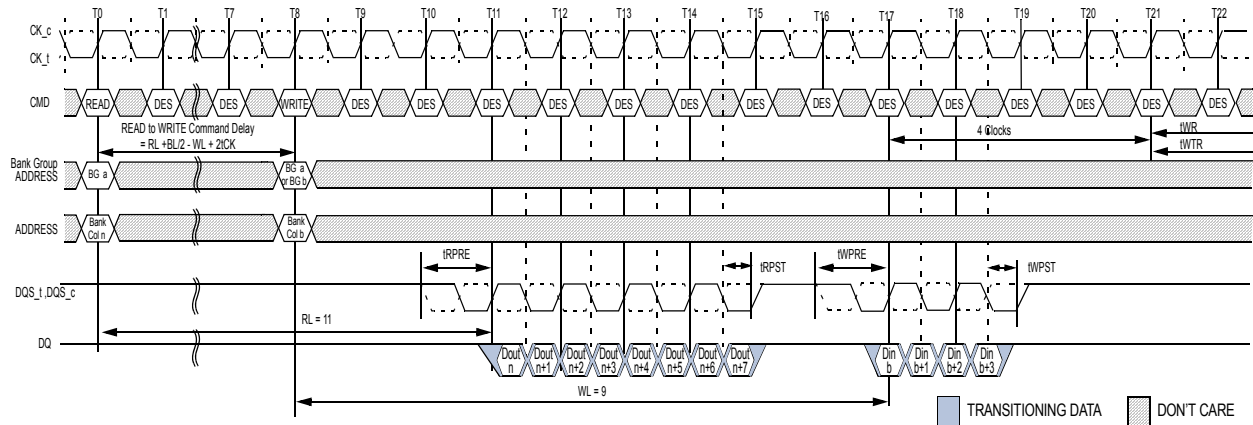 T0 T1 T7 T8 T9 T10 T11 T12 T13 T14 T15 T16 T17 T18 T19 T20 T21 T22
CK_c
CK_t
CMD READ DES DES WRITE DES DES DES DES DES DES DES DES DES DES DES DES DES DES
READ to WRITE Command Delay
= RL +BL/2 - WL + 2tCK
4 Clocks
tWR
tWTR
Bank Group
ADDRESS
BG a
BG a
or BG b
ADDRESS
Bank
Col n
Bank
Col b
tRPRE tRPST tWPRE tWPST
DQS_t ,DQS_c
RL = 11
DQ
Dout
n
Dout
n+1
Dout
n+2
Dout
n+3
Dout
n+4
Dout
n+5
Dout
n+6
Dout
n+7
Din
b
Din
b+1
Din
b+2
Din
b+3
WL = 9
TRANSITIONING DATA DON'T CARE